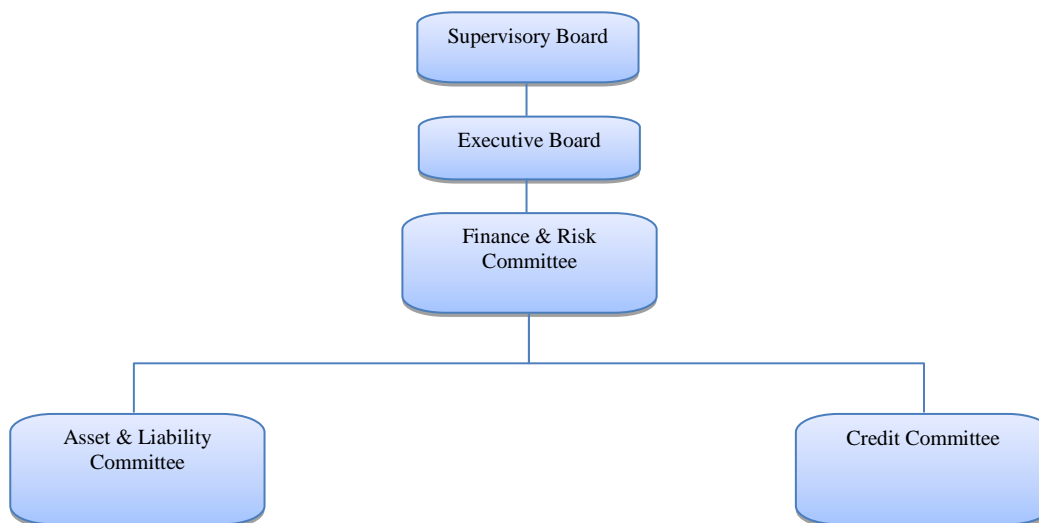 Supervisory Board
Executive Board
Finance & Risk
Committee
Asset & Liability
Committee
Credit Committee